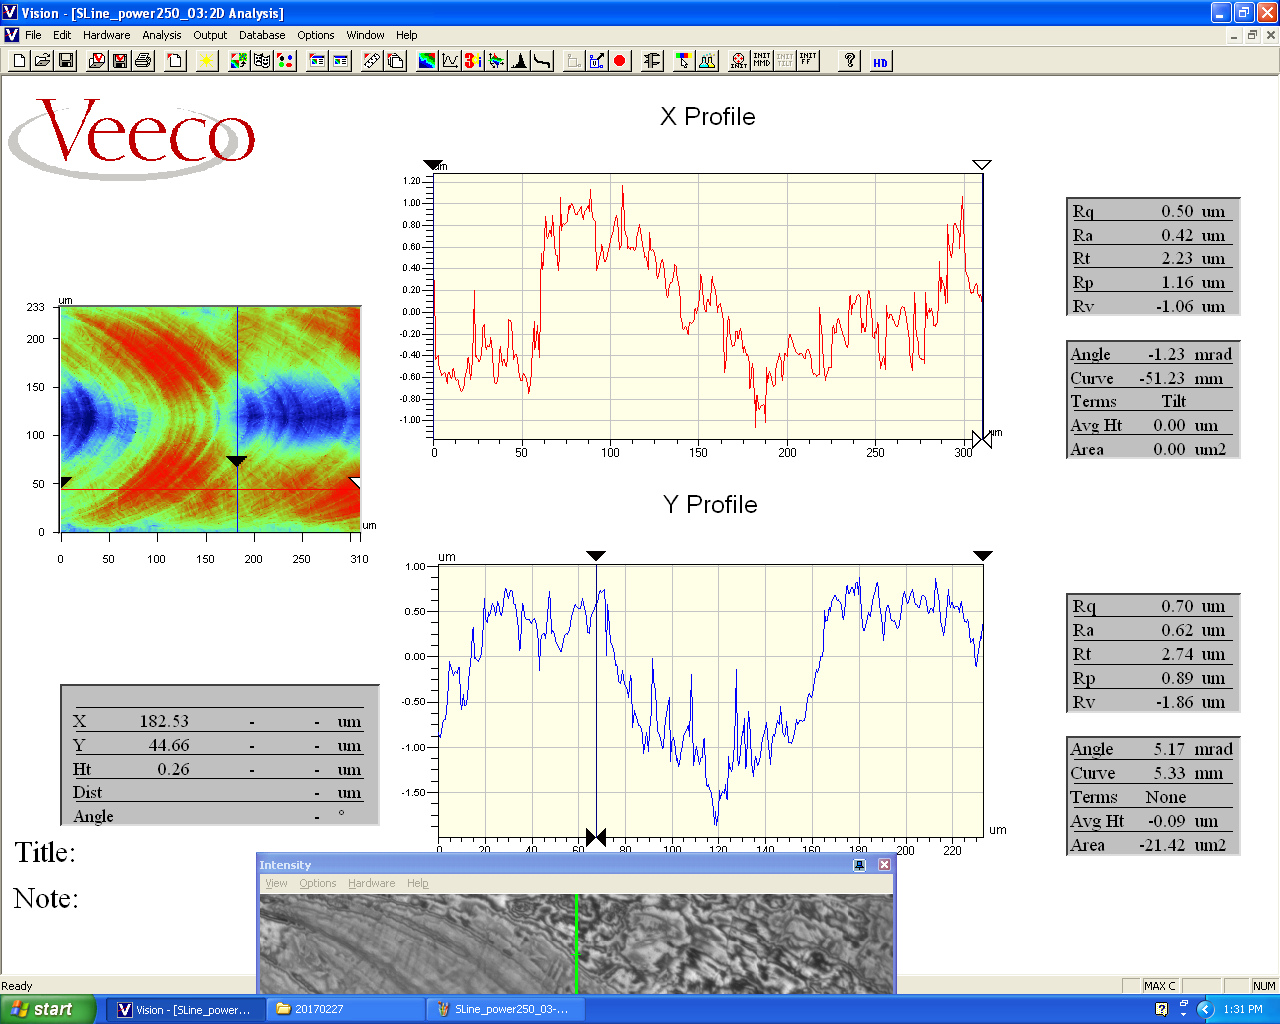 Vision - [SLine_power250_03:2D Analysis]
File Edit Hardware Analysis Output Database Options Window Help
INIT INIT MMD INIT TILT INIT FF ? HD
Veeco
X Profile
um
1.20
1.00
0.80
0.60
0.40
0.20
0.00
-0.20
-0.40
-0.60
-0.80
-1.00
0 50 100 150 200 250 300
um
Rq 0.50 um
Ra 0.42 um
Rt 2.23 um
Rp 1.16 um
Rv -1.06 um
Angle -1.23 mrad
Curve -51.23 mm
Terms Tilt
Avg Ht 0.00 um
Area 0.00 um2
um
233
200
150
100
50
0
um
0 50 100 150 200 250 310
Y Profile
um
1.00
0.50
0.00
-0.50
-1.00
-1.50
um
0 20 40 60 80 100 120 140 160 180 200 220
Rq 0.70 um
Ra 0.62 um
Rt 2.74 um
Rp 0.89 um
Rv -1.86 um
Angle 5.17 mrad
Curve 5.33 mm
Terms None
Avg Ht -0.09 um
Area -21.42 um2
X 182.53 - - um
Y 44.66 - - um
Ht 0.26 - - um
Dist - um
Angle - °
Title:
Note:
Intensity
View Options Hardware Help
Ready
MAX C NUM
start
Vision - [SLine_power...
20170227
SLine_power250_03-...
1:31 PM